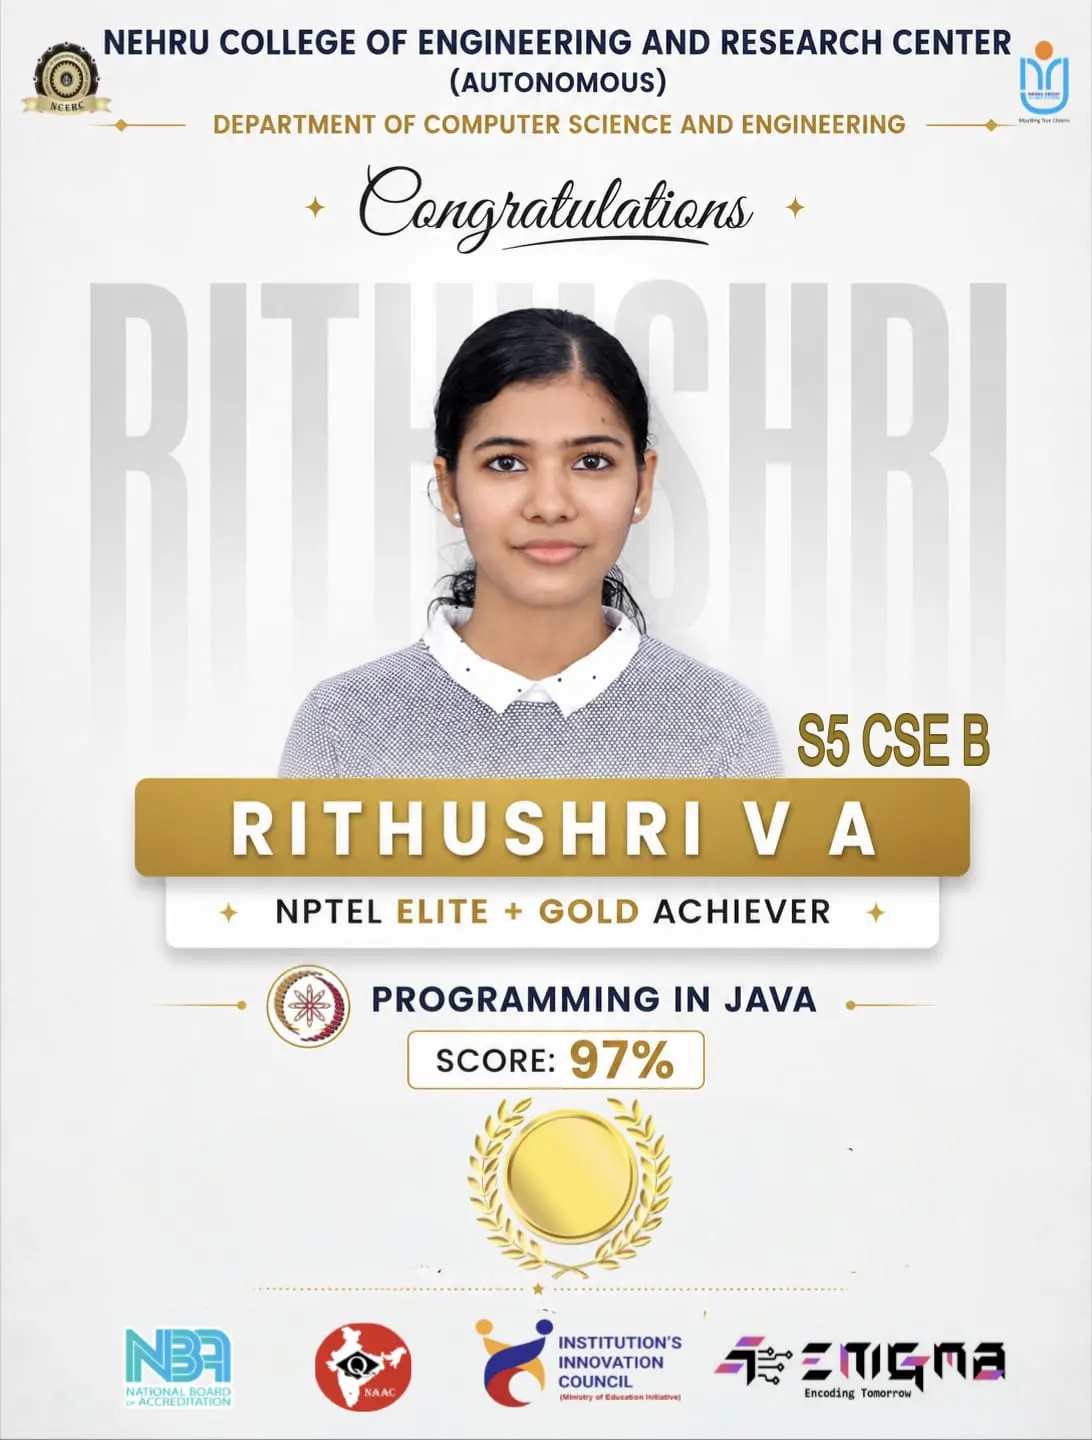 NEHRU COLLEGE OF ENGINEERING AND RESEARCH CENTER
(AUTONOMOUS)
DEPARTMENT OF COMPUTER SCIENCE AND ENGINEERING
NCERC
Congratulations
RITHUSHRI
S5 CSE B
RITHUSHRI V A
NPTEL ELITE + GOLD ACHIEVER
PROGRAMMING IN JAVA
SCORE: 97%
NBA
NATIONAL BOARD
OF ACCREDITATION
NAAC
INSTITUTION'S
INNOVATION
COUNCIL
(Ministry of Education Initiative)
ENIGMA
Encoding Tomorrow